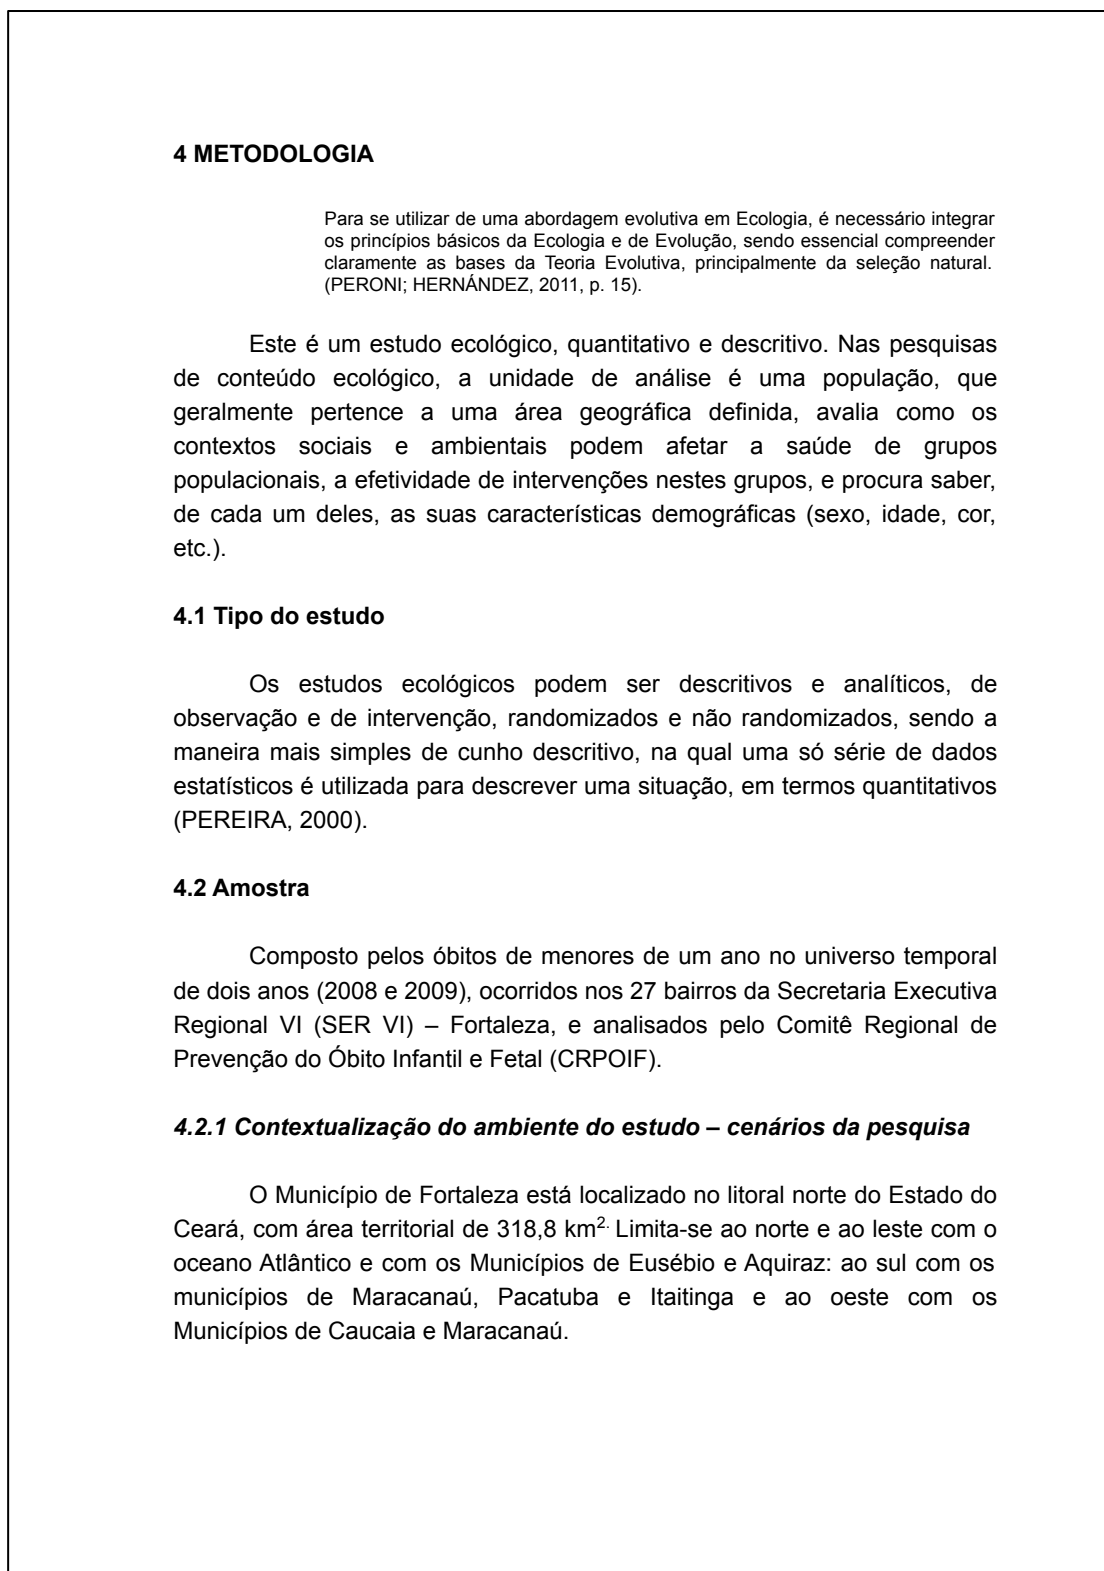 4 METODOLOGIA
Para se utilizar de uma abordagem evolutiva em Ecologia, é necessário integrar
os princípios básicos da Ecologia e de Evolução, sendo essencial compreender
claramente as bases da Teoria Evolutiva, principalmente da seleção natural.
(PERONI; HERNÁNDEZ, 2011, p. 15).
Este é um estudo ecológico, quantitativo e descritivo. Nas pesquisas
de conteúdo ecológico, a unidade de análise é uma população, que
geralmente pertence a uma área geográfica definida, avalia como os
contextos sociais e ambientais podem afetar a saúde de grupos
populacionais, a efetividade de intervenções nestes grupos, e procura saber,
de cada um deles, as suas características demográficas (sexo, idade, cor,
etc.).
4.1 Tipo do estudo
Os estudos ecológicos podem ser descritivos e analíticos, de
observação e de intervenção, randomizados e não randomizados, sendo a
maneira mais simples de cunho descritivo, na qual uma só série de dados
estatísticos é utilizada para descrever uma situação, em termos quantitativos
(PEREIRA, 2000).
4.2 Amostra
Composto pelos óbitos de menores de um ano no universo temporal
de dois anos (2008 e 2009), ocorridos nos 27 bairros da Secretaria Executiva
Regional VI (SER VI) – Fortaleza, e analisados pelo Comitê Regional de
Prevenção do Óbito Infantil e Fetal (CRPOIF).
4.2.1 Contextualização do ambiente do estudo – cenários da pesquisa
O Município de Fortaleza está localizado no litoral norte do Estado do
Ceará, com área territorial de 318,8 km². Limita-se ao norte e ao leste com o
oceano Atlântico e com os Municípios de Eusébio e Aquiraz: ao sul com os
municípios de Maracanaú, Pacatuba e Itaitinga e ao oeste com os
Municípios de Caucaia e Maracanaú.